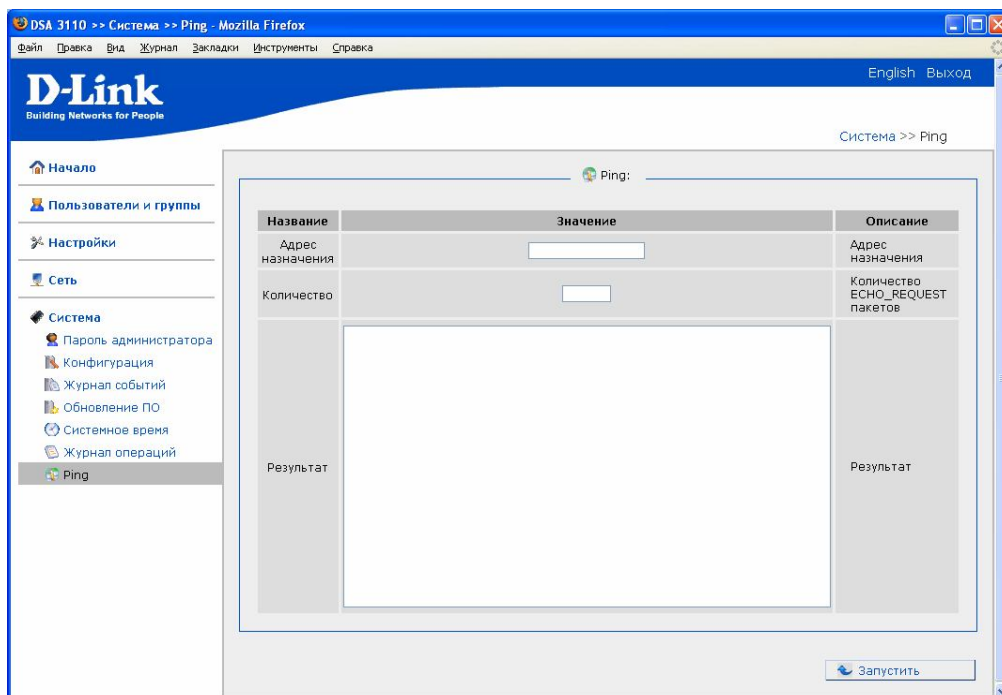 DSA 3110 >> Система >> Ping - Mozilla Firefox
Файл Правка Вид Журнал Закладки Инструменты Справка
English Выход
D-Link
Building Networks for People
Система >> Ping
Начало
Пользователи и группы
Настройки
Сеть
Система
Пароль администратора
Конфигурация
Журнал событий
Обновление ПО
Системное время
Журнал операций
Ping
Ping:
Название Значение Описание
Адрес
назначения
Адрес
назначения
Количество
Количество
ECHO_REQUEST
пакетов
Результат
Результат
Запустить